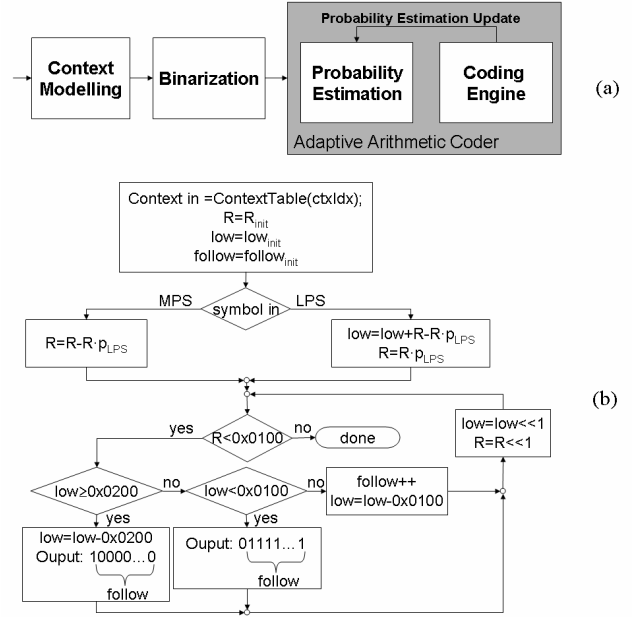 Probability Estimation Update
Context
Modelling
Binarization
Probability
Estimation
Coding
Engine
(a)
Adaptive Arithmetic Coder
Context in =ContextTable(ctxIdx);
R=Rinit
low=lowinit
follow=followinit
MPS
symbol in
LPS
R=R-R·pLPS
low=low+R-R·pLPS
R=R·pLPS
yes
R<0x0100
no
done
low=low<<1
R=R<<1
(b)
low≥0x0200
no
low<0x0100
no
follow++
low=low-0x0100
yes
yes
low=low-0x0200
Ouput: 10000...0
follow
Ouput: 01111...1
follow